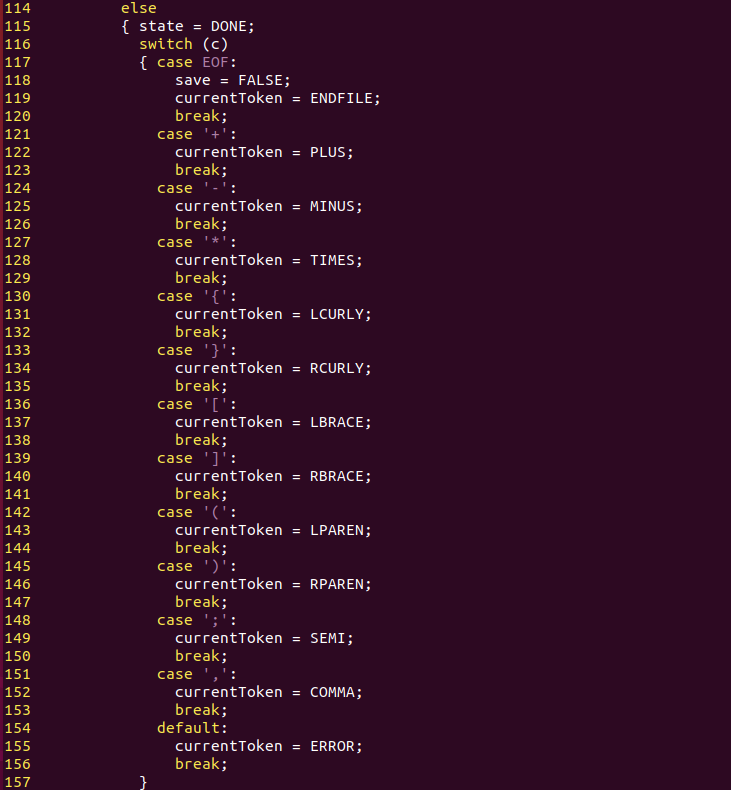 114          else
115          { state = DONE;
116            switch (c)
117            { case EOF:
118                save = FALSE;
119                currentToken = ENDFILE;
120                break;
121              case '+':
122                currentToken = PLUS;
123                break;
124              case '-':
125                currentToken = MINUS;
126                break;
127              case '*':
128                currentToken = TIMES;
129                break;
130              case '{':
131                currentToken = LCURLY;
132                break;
133              case '}':
134                currentToken = RCURLY;
135                break;
136              case '[':
137                currentToken = LBRACE;
138                break;
139              case ']':
140                currentToken = RBRACE;
141                break;
142              case '(':
143                currentToken = LPAREN;
144                break;
145              case ')':
146                currentToken = RPAREN;
147                break;
148              case ';':
149                currentToken = SEMI;
150                break;
151              case ',':
152                currentToken = COMMA;
153                break;
154              default:
155                currentToken = ERROR;
156                break;
157            }